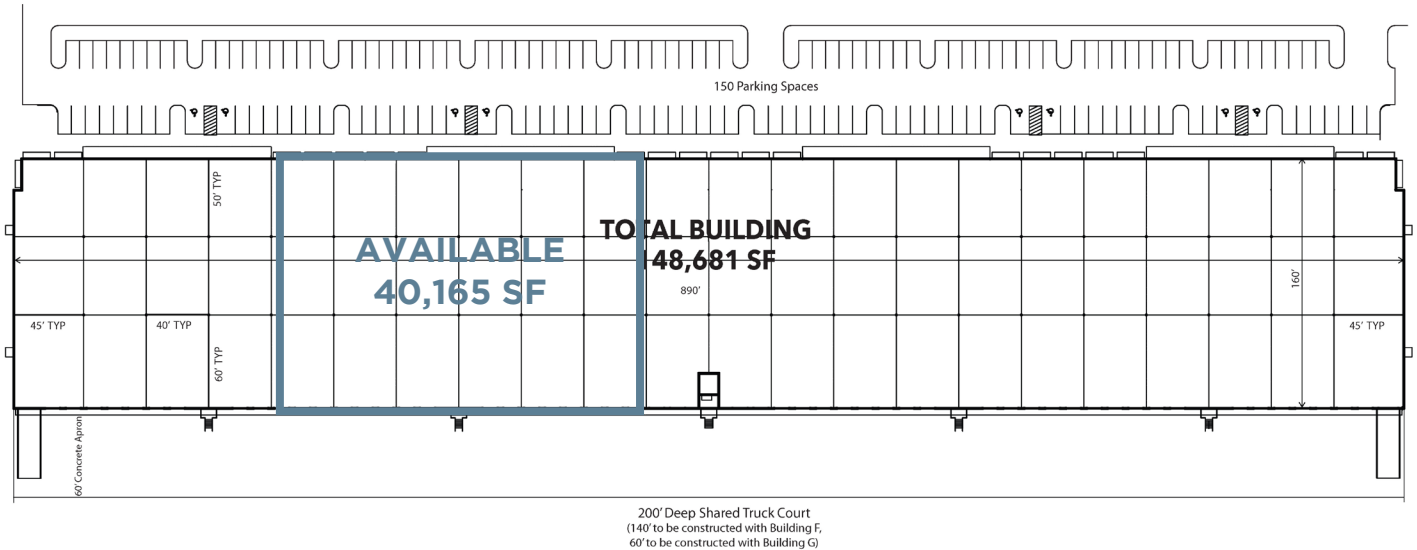 150 Parking Spaces
50' TYP
TOTAL BUILDING
148,681 SF
AVAILABLE
40,165 SF
890'
160'
45' TYP
40' TYP
60' TYP
45' TYP
60' Concrete Apron
200' Deep Shared Truck Court
(140' to be constructed with Building F,
60' to be constructed with Building G)